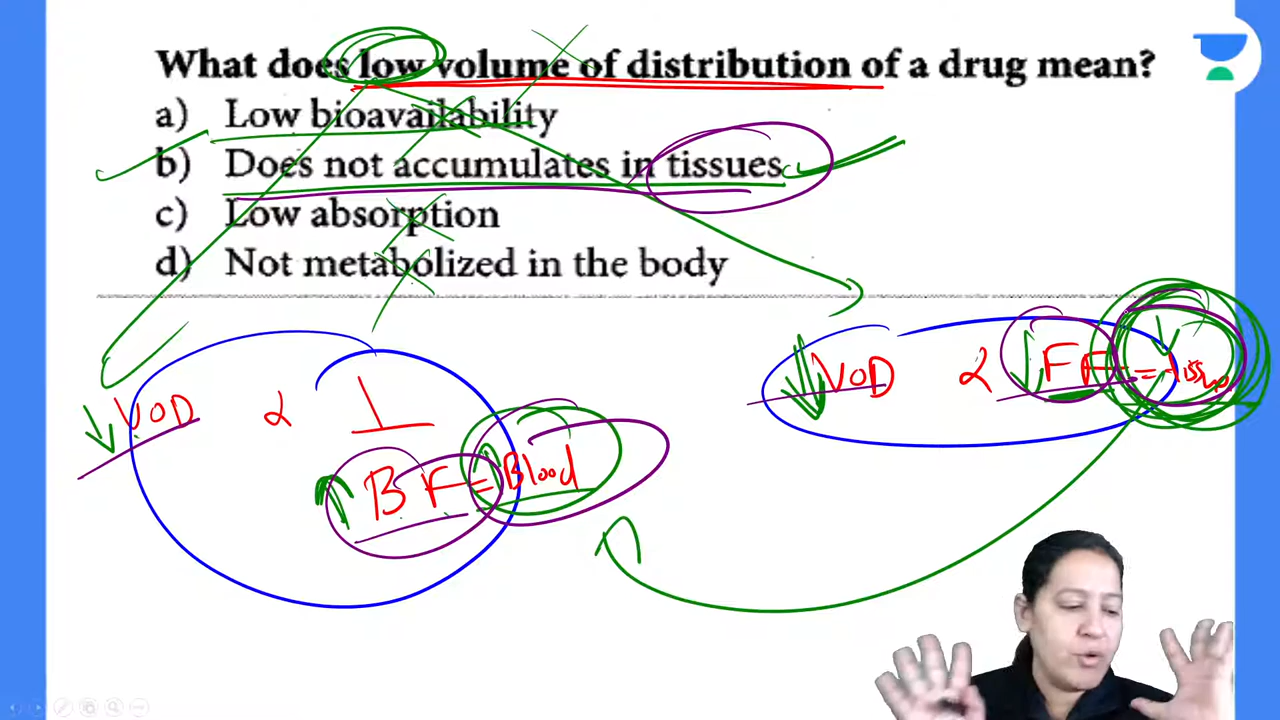 What does low volume of distribution of a drug mean?
a) Low bioavailability
b) Does not accumulates in tissues
c) Low absorption
d) Not metabolized in the body
↓ VOD α 1
↑ BF = ↑ Blood
↓ VOD α ↓ FF = ↓ tissue